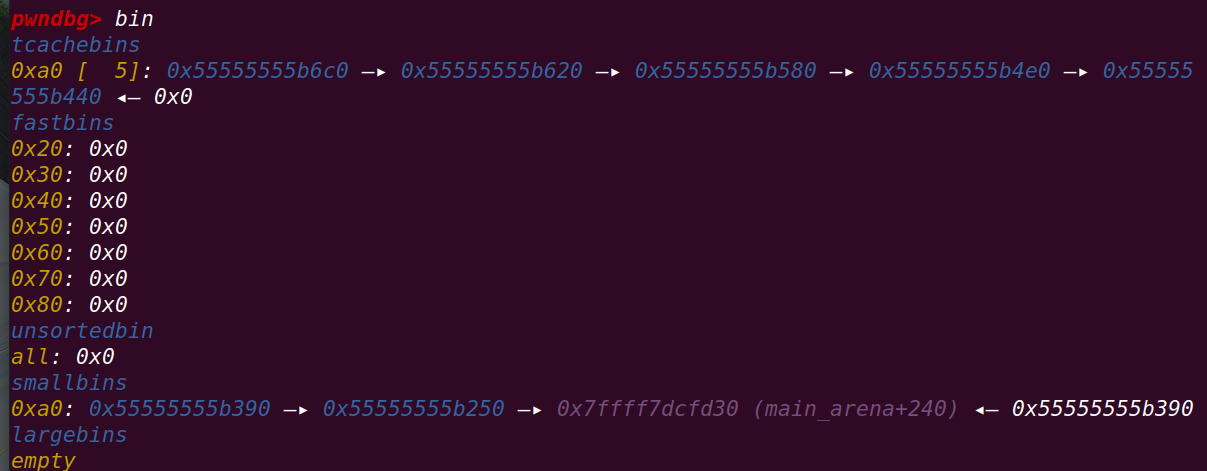 pwndbg> bin
tcachebins
0xa0 [  5]: 0x55555555b6c0 —▸ 0x55555555b620 —▸ 0x55555555b580 —▸ 0x55555555b4e0 —▸ 0x55555
555b440 ◂— 0x0
fastbins
0x20: 0x0
0x30: 0x0
0x40: 0x0
0x50: 0x0
0x60: 0x0
0x70: 0x0
0x80: 0x0
unsortedbin
all: 0x0
smallbins
0xa0: 0x55555555b390 —▸ 0x55555555b250 —▸ 0x7ffff7dcfd30 (main_arena+240) ◂— 0x55555555b390
largebins
empty